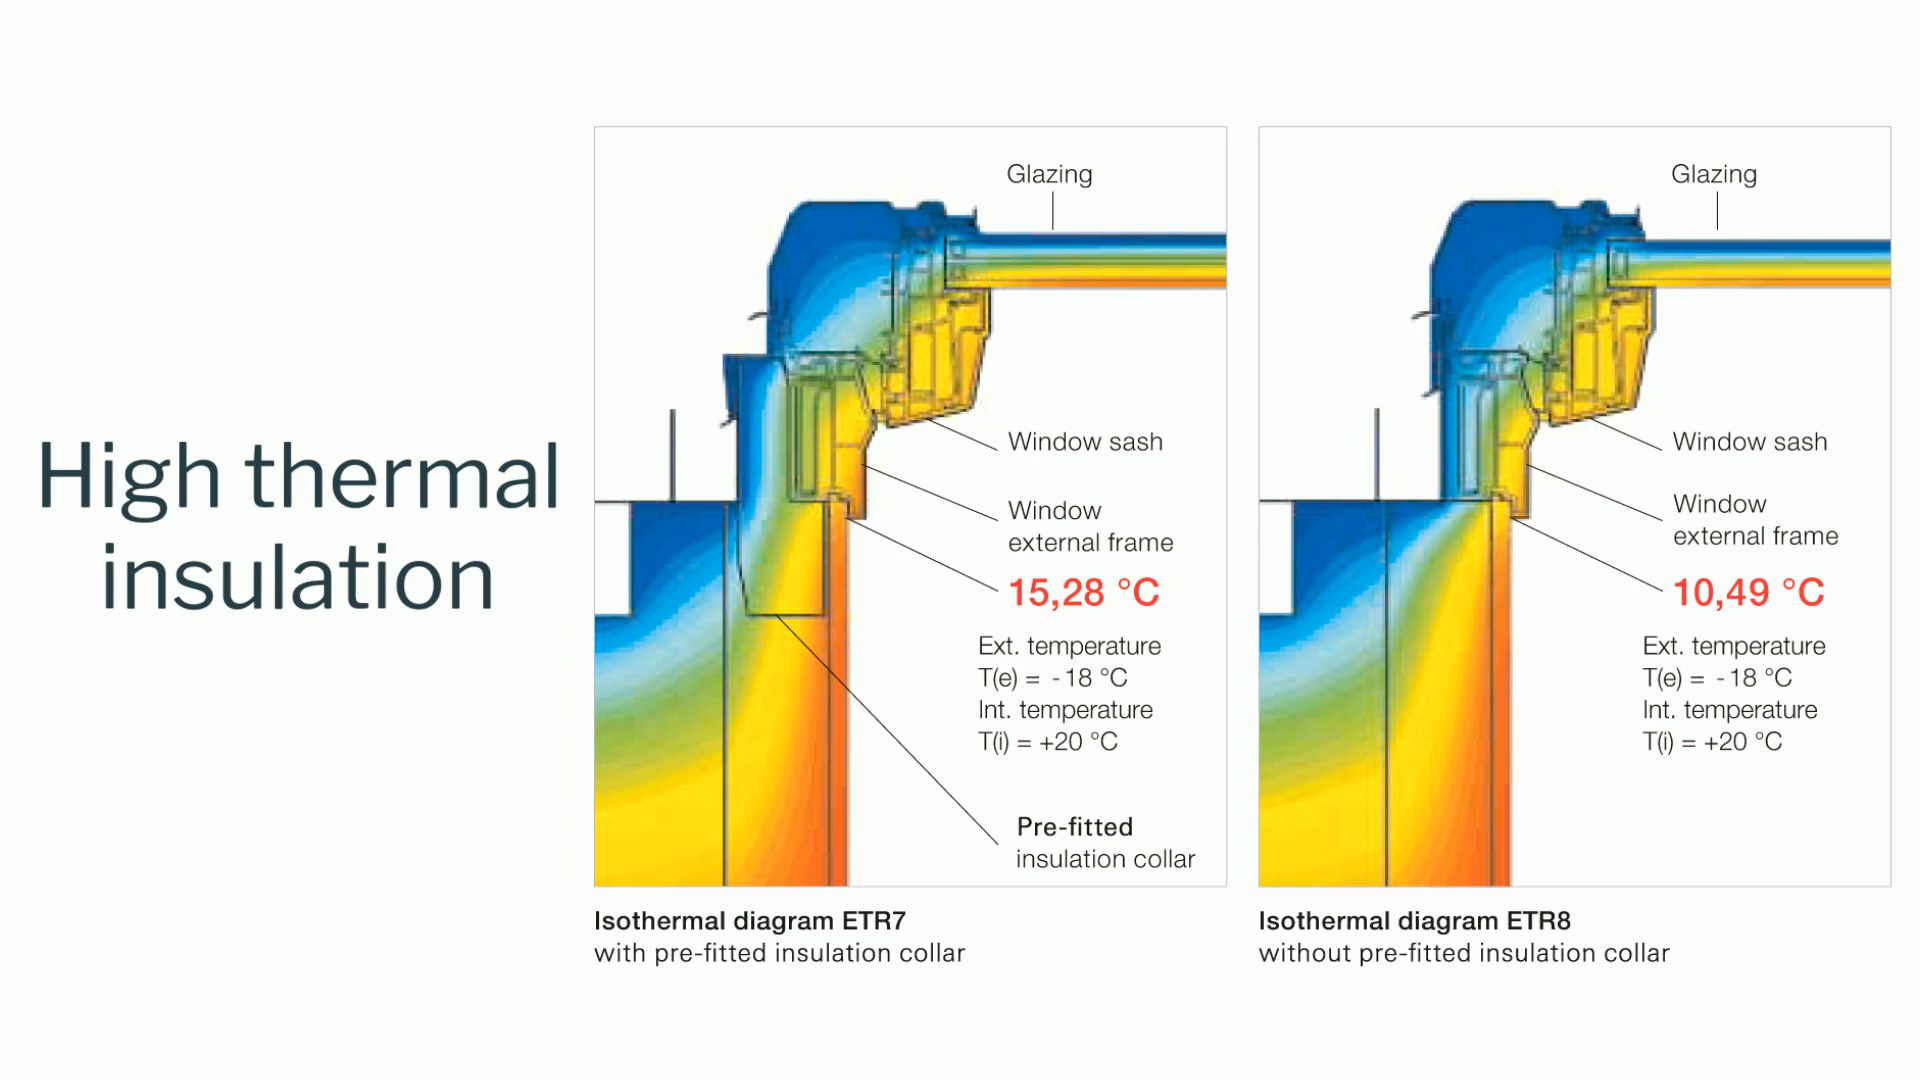 High thermal
insulation
Glazing
Window sash
Window
external frame
15,28 °C
Ext. temperature
T(e) = - 18 °C
Int. temperature
T(i) = +20 °C
Pre-fitted
insulation collar
Isothermal diagram ETR7
with pre-fitted insulation collar
Glazing
Window sash
Window
external frame
10,49 °C
Ext. temperature
T(e) = - 18 °C
Int. temperature
T(i) = +20 °C
Isothermal diagram ETR8
without pre-fitted insulation collar